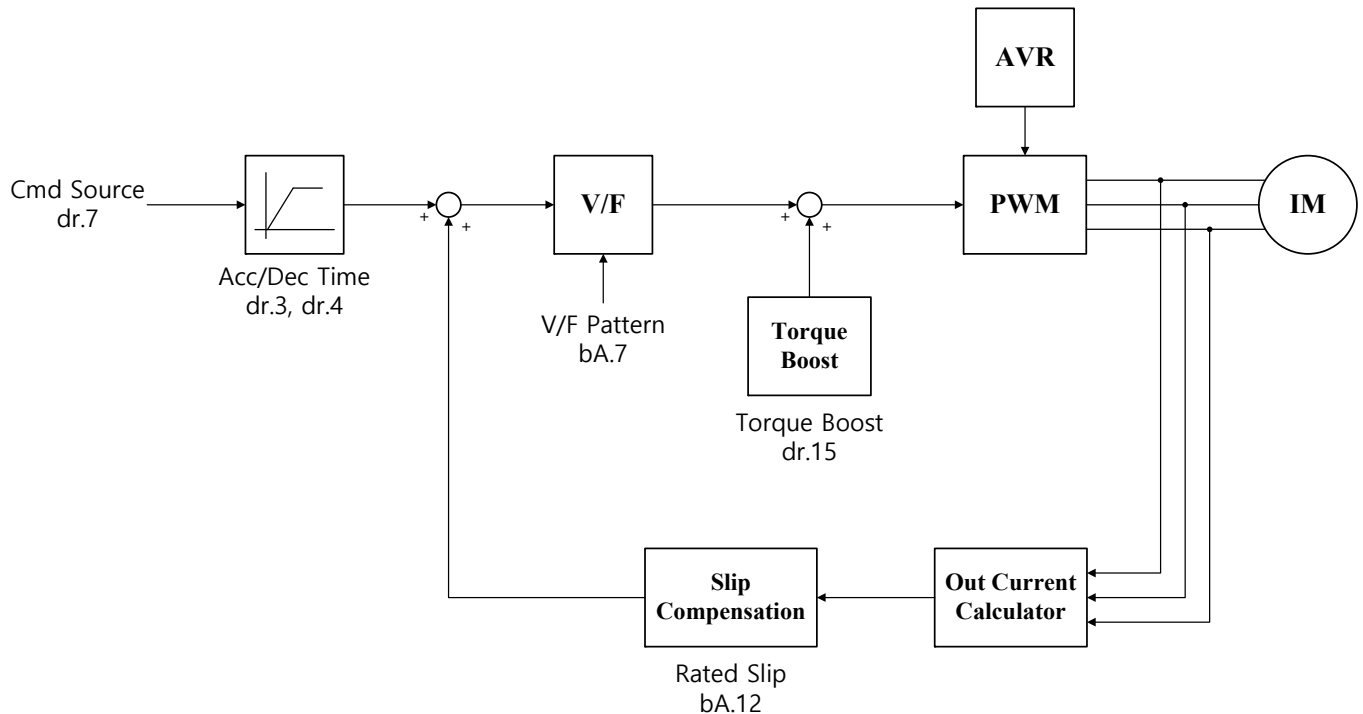 AVR
Cmd Source
dr.7
V/F
PWM
IM
+
+
+
+
Acc/Dec Time
dr.3, dr.4
V/F Pattern
bA.7
Torque
Boost
Torque Boost
dr.15
Slip
Compensation
Out Current
Calculator
Rated Slip
bA.12